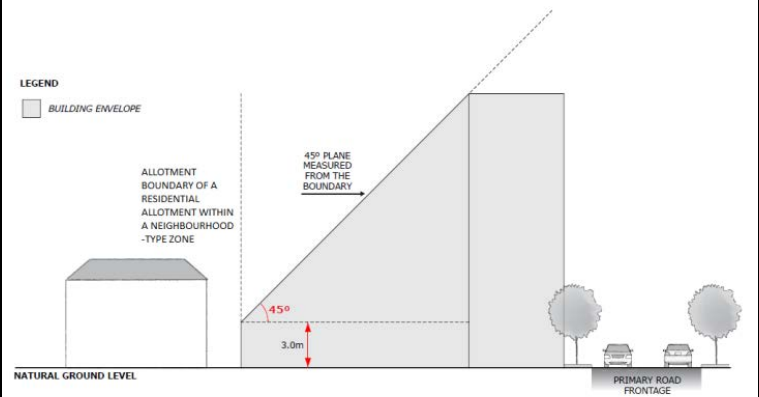 LEGEND
BUILDING ENVELOPE
ALLOTMENT
BOUNDARY OF A
RESIDENTIAL
ALLOTMENT WITHIN
A NEIGHBOURHOOD
-TYPE ZONE
45º PLANE
MEASURED
FROM THE
BOUNDARY
45º
3.0m
NATURAL GROUND LEVEL
PRIMARY ROAD
FRONTAGE